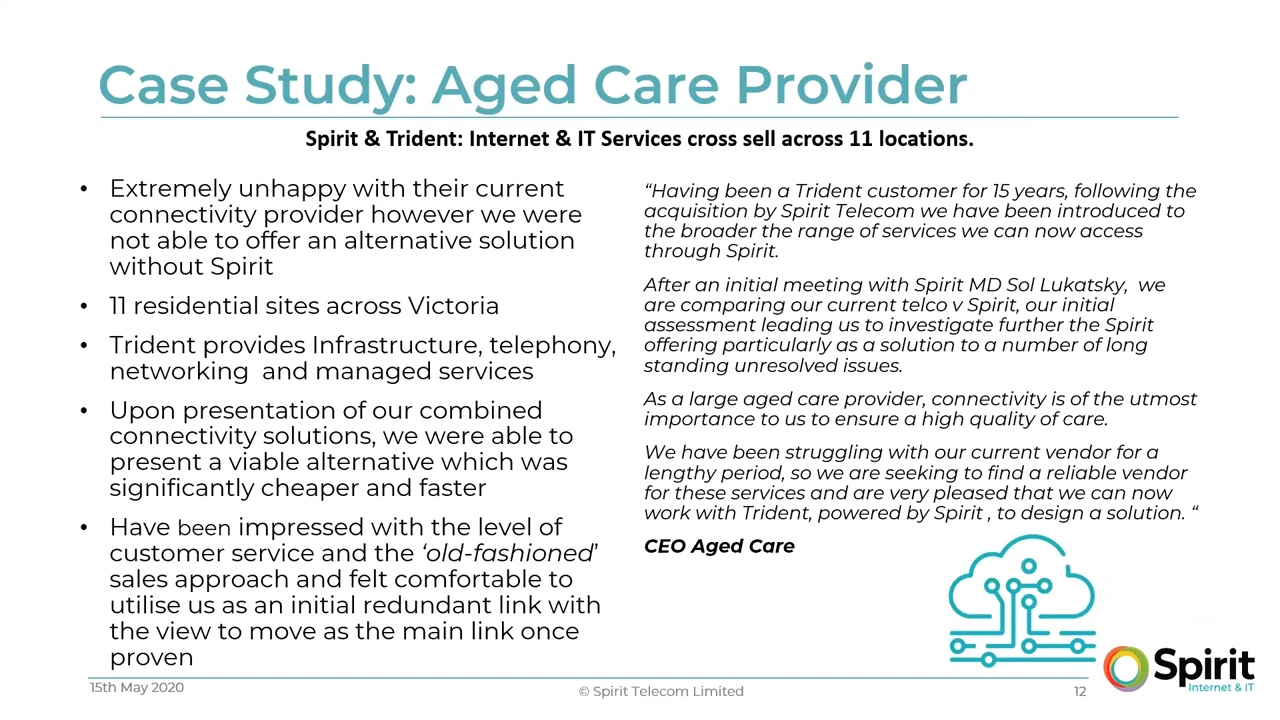 Case Study: Aged Care Provider
Spirit & Trident: Internet & IT Services cross sell across 11 locations.
• Extremely unhappy with their current
connectivity provider however we were
not able to offer an alternative solution
without Spirit
• 11 residential sites across Victoria
• Trident provides Infrastructure, telephony,
networking  and managed services
• Upon presentation of our combined
connectivity solutions, we were able to
present a viable alternative which was
significantly cheaper and faster
• Have been impressed with the level of
customer service and the ‘old-fashioned’
sales approach and felt comfortable to
utilise us as an initial redundant link with
the view to move as the main link once
proven
“Having been a Trident customer for 15 years, following the
acquisition by Spirit Telecom we have been introduced to
the broader the range of services we can now access
through Spirit.
After an initial meeting with Spirit MD Sol Lukatsky,  we
are comparing our current telco v Spirit, our initial
assessment leading us to investigate further the Spirit
offering particularly as a solution to a number of long
standing unresolved issues.
As a large aged care provider, connectivity is of the utmost
importance to us to ensure a high quality of care.
We have been struggling with our current vendor for a
lengthy period, so we are seeking to find a reliable vendor
for these services and are very pleased that we can now
work with Trident, powered by Spirit , to design a solution. “
CEO Aged Care
15th May 2020
© Spirit Telecom Limited
12
Spirit
Internet & IT